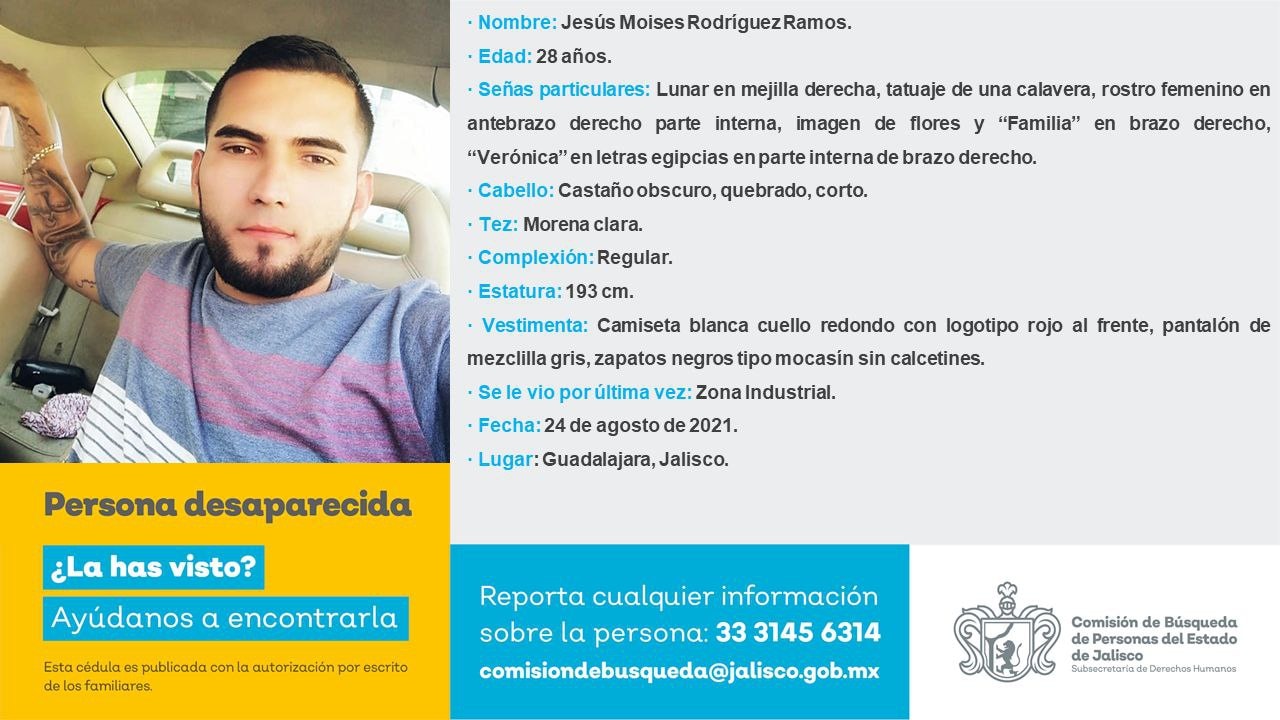 · Nombre: Jesús Moises Rodríguez Ramos.
· Edad: 28 años.
· Señas particulares: Lunar en mejilla derecha, tatuaje de una calavera, rostro femenino en
antebrazo derecho parte interna, imagen de flores y “Familia” en brazo derecho,
“Verónica” en letras egipcias en parte interna de brazo derecho.
· Cabello: Castaño obscuro, quebrado, corto.
· Tez: Morena clara.
· Complexión: Regular.
· Estatura: 193 cm.
· Vestimenta: Camiseta blanca cuello redondo con logotipo rojo al frente, pantalón de
mezclilla gris, zapatos negros tipo mocasín sin calcetines.
· Se le vio por última vez: Zona Industrial.
· Fecha: 24 de agosto de 2021.
· Lugar: Guadalajara, Jalisco.
Persona desaparecida
¿La has visto?
Ayúdanos a encontrarla
Esta cédula es publicada con la autorización por escrito
de los familiares.
Reporta cualquier información
sobre la persona: 33 3145 6314
comisiondebusqueda@jalisco.gob.mx
Comisión de Búsqueda
de Personas del Estado
de Jalisco
Subsecretaría de Derechos Humanos